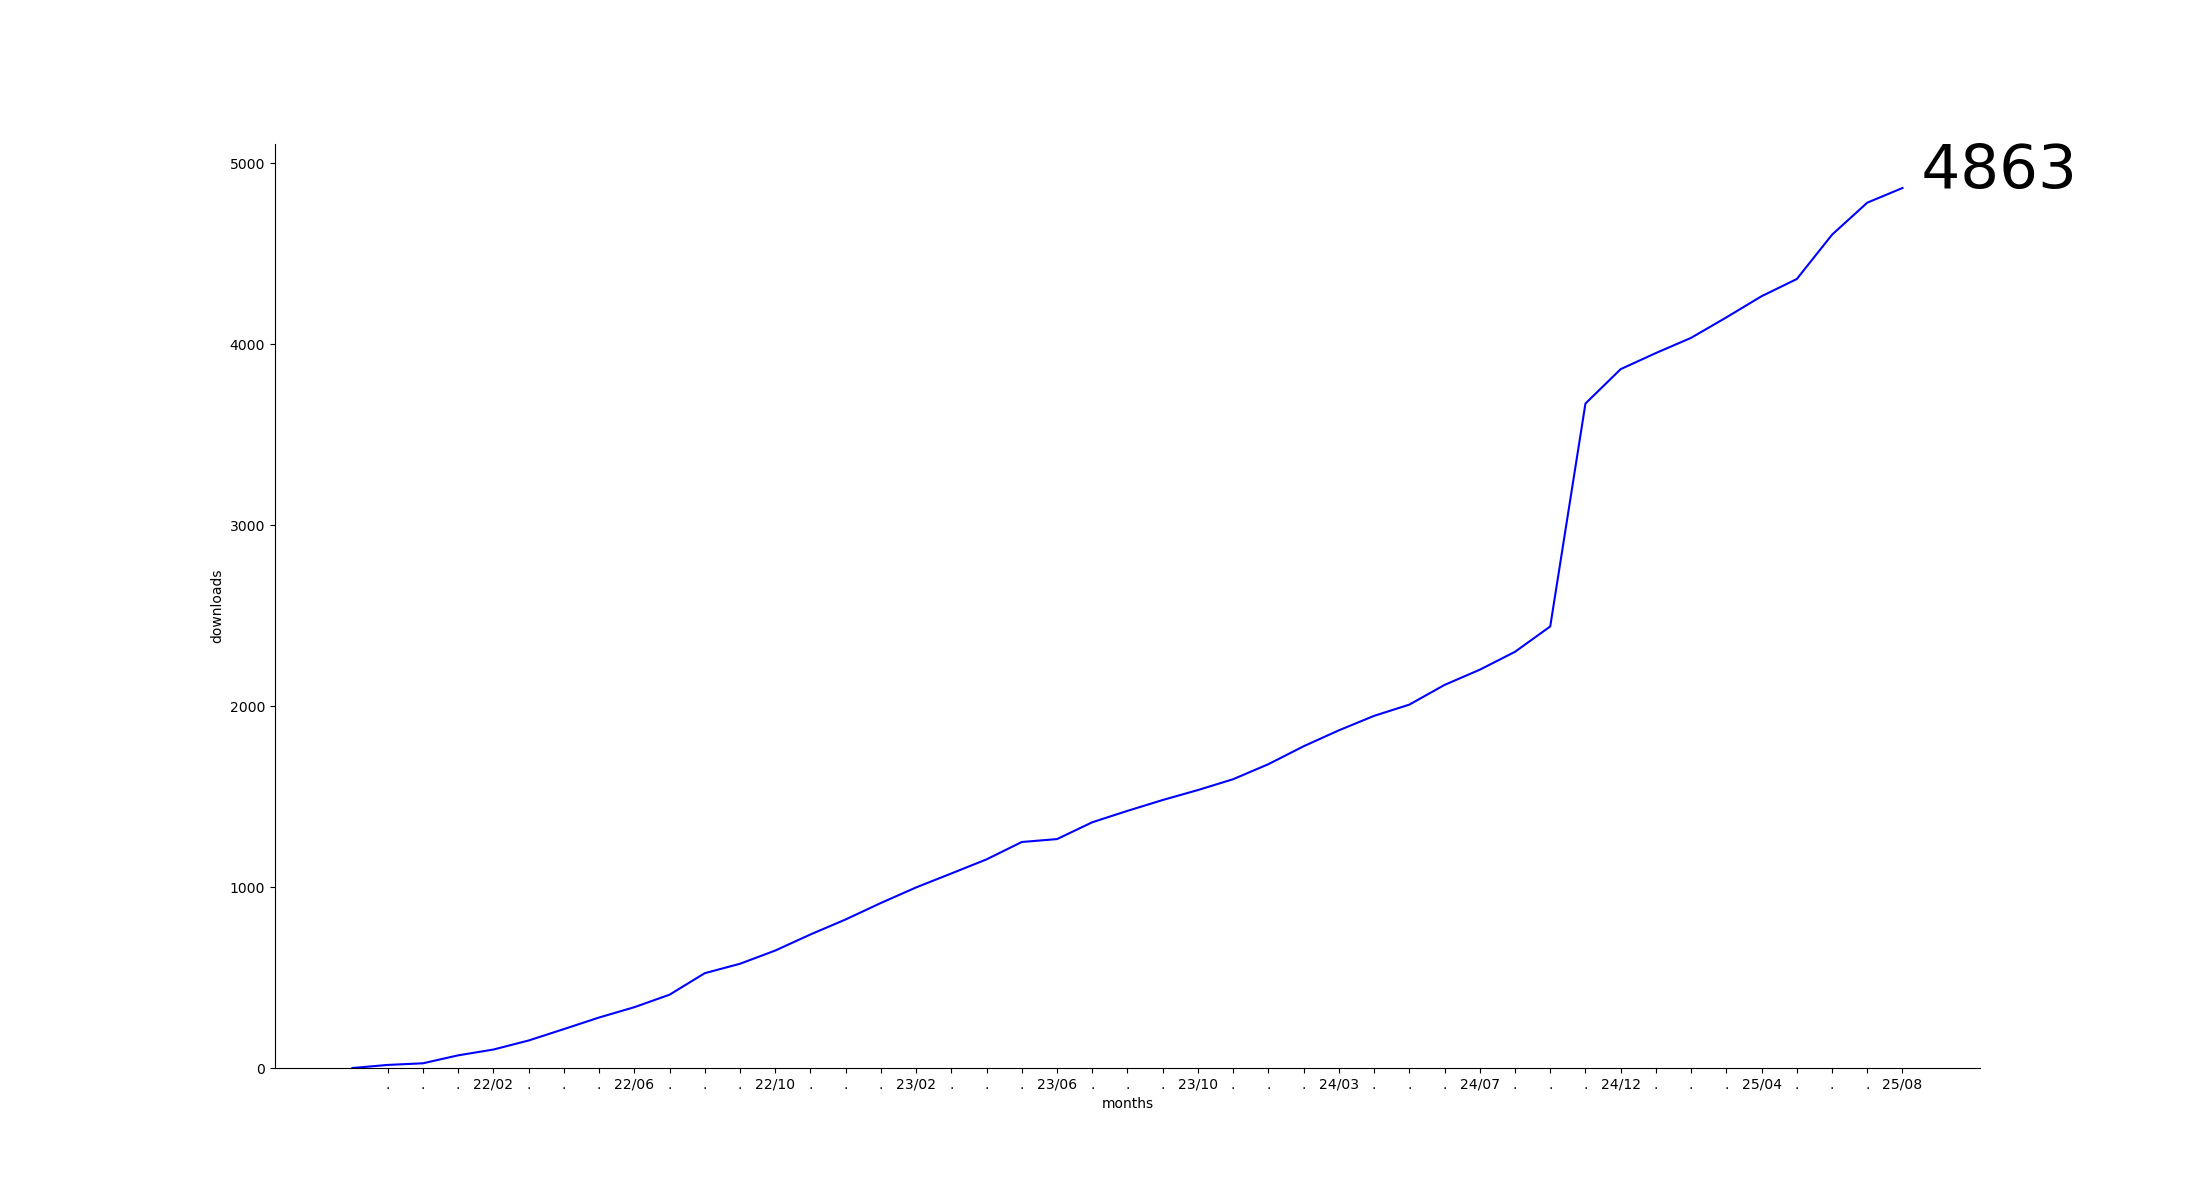 4863
5000
4000
3000
2000
1000
0
downloads
. . . 22/02 . . . 22/06 . . . 22/10 . . . 23/02 . . . 23/06 . . . 23/10 . . . 24/03 . . . 24/07 . . . 24/12 . . . 25/04 . . . 25/08
months